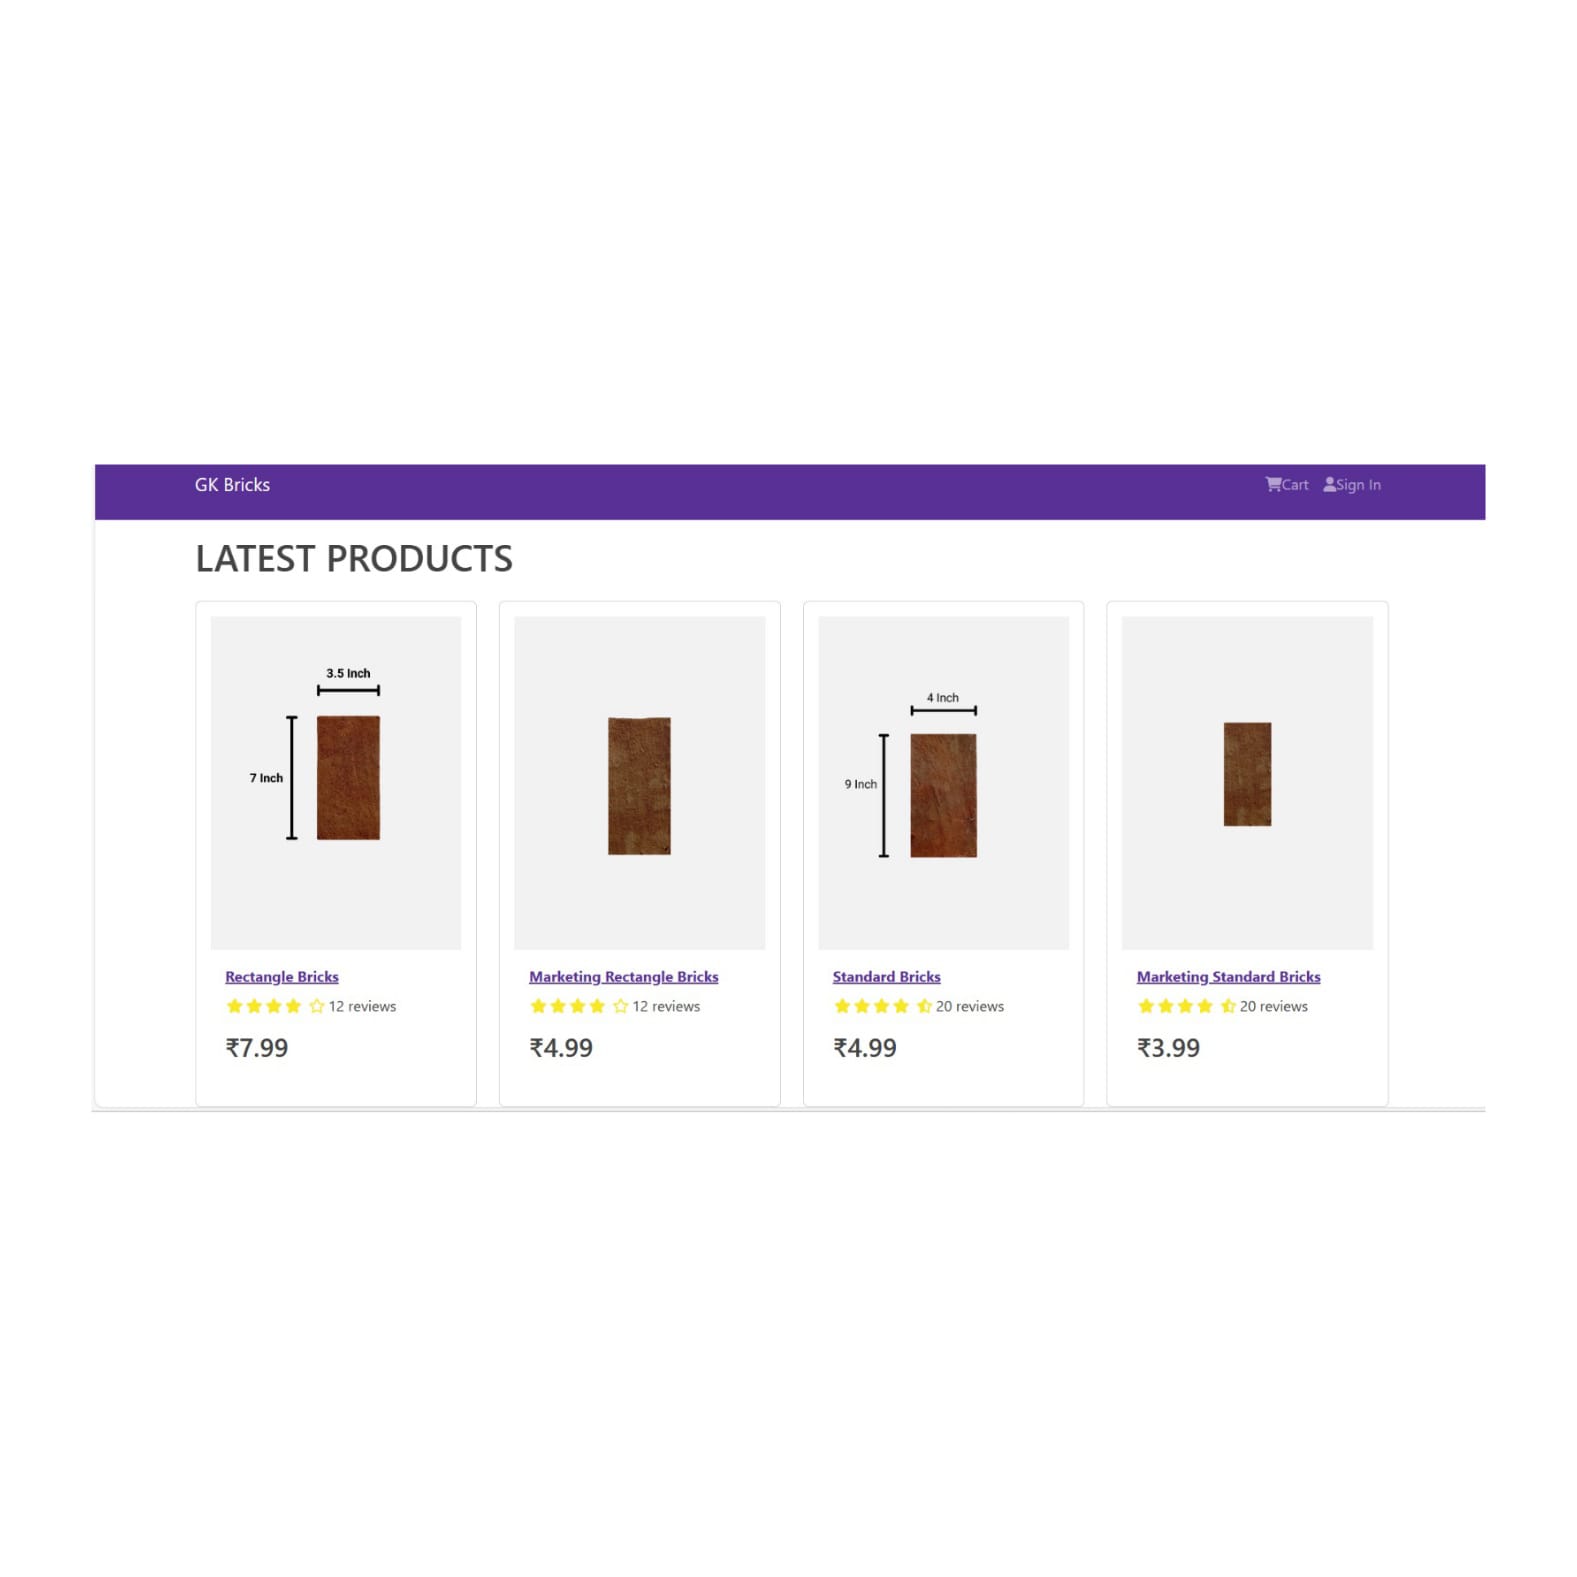 GK Bricks
Cart Sign In
LATEST PRODUCTS
3.5 Inch
7 Inch
4 Inch
9 Inch
Rectangle Bricks
12 reviews
₹7.99
Marketing Rectangle Bricks
12 reviews
₹4.99
Standard Bricks
20 reviews
₹4.99
Marketing Standard Bricks
20 reviews
₹3.99